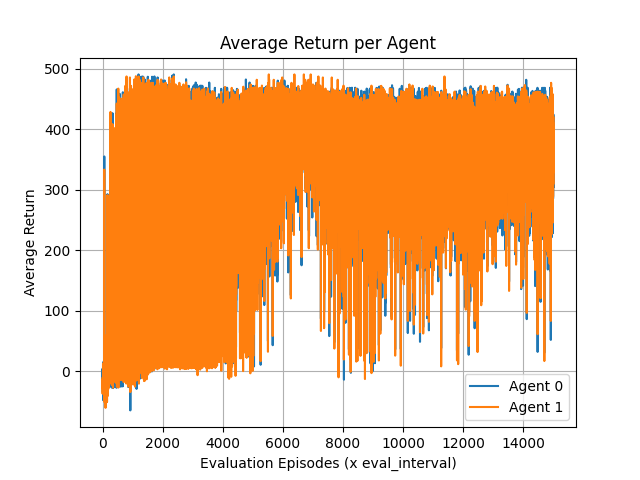 Average Return per Agent
500
400
300
200
100
0
Average Return
0 2000 4000 6000 8000 10000 12000 14000
Evaluation Episodes (x eval_interval)
Agent 0
Agent 1